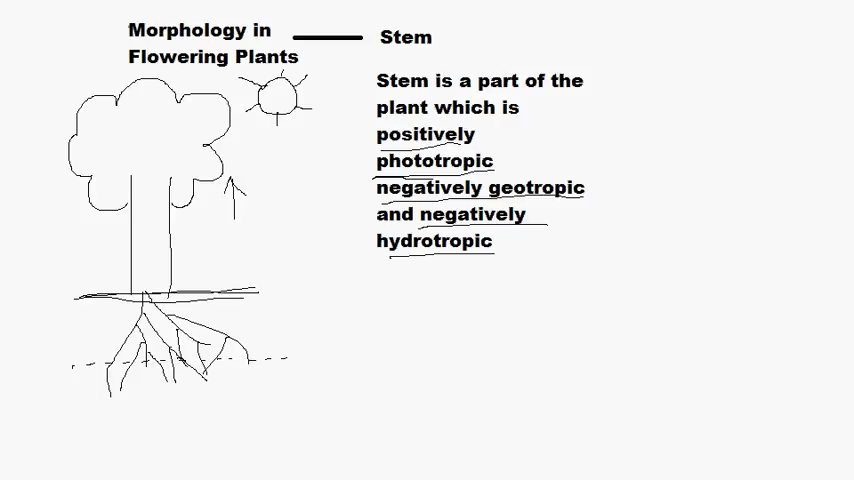 Morphology in
Flowering Plants
Stem
Stem is a part of the
plant which is
positively
phototropic
negatively geotropic
and negatively
hydrotropic